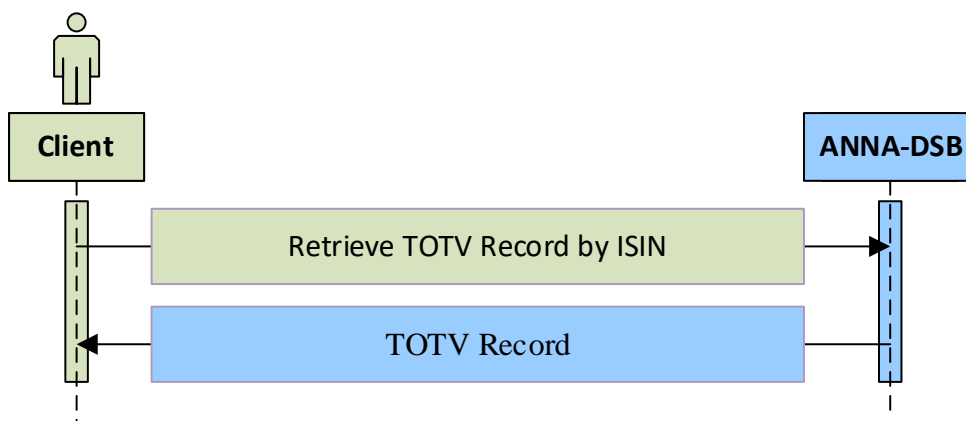 Client
ANNA-DSB
Retrieve TOTV Record by ISIN
TOTV Record